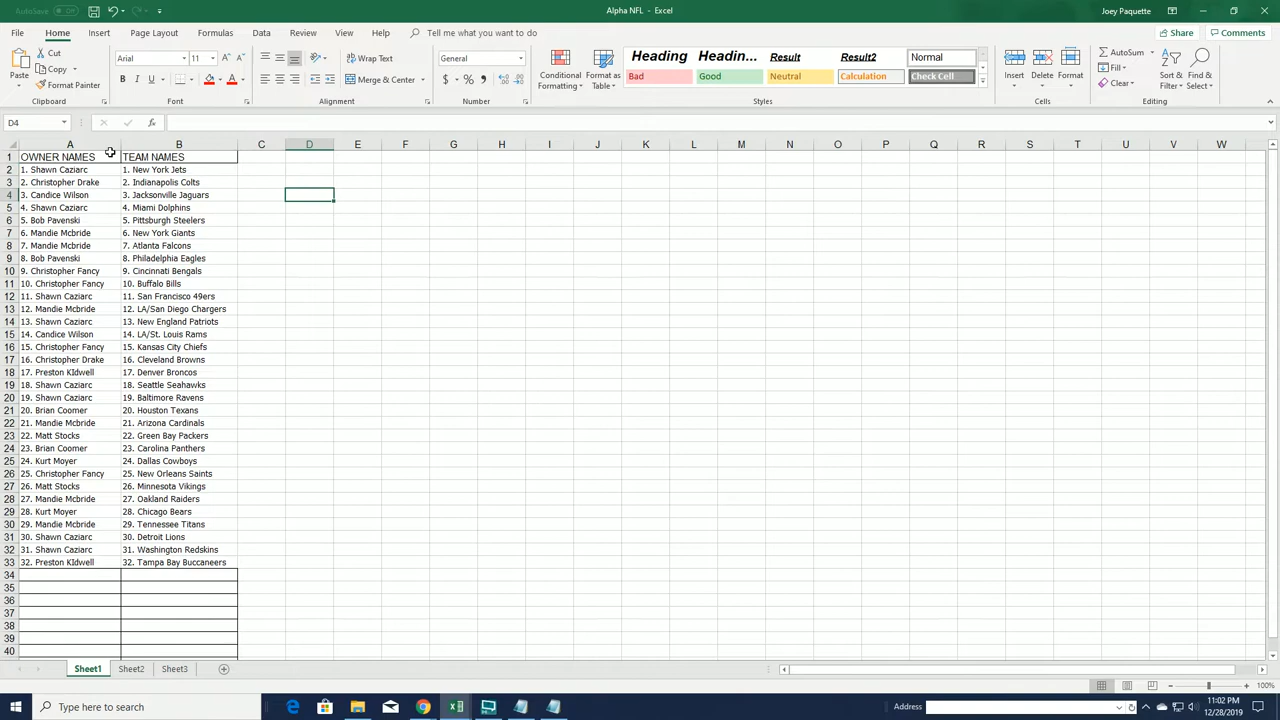 AutoSave Off
Alpha NFL - Excel
Joey Paquette
File Home Insert Page Layout Formulas Data Review View Help Tell me what you want to do
Share Comments
Paste
Cut
Copy
Format Painter
Clipboard
Arial 11
B I U
Font
Wrap Text
Merge & Center
Alignment
General
$ % ,
Number
Conditional Formatting
Format as Table
Heading Headin... Result Result2 Normal
Bad Good Neutral Calculation Check Cell
Styles
Insert Delete Format
Cells
AutoSum
Fill
Clear
Sort & Filter
Find & Select
Editing
D4
fx
A B C D E F G H I J K L M N O P Q R S T U V W
1 OWNER NAMES TEAM NAMES
2 1. Shawn Caziarc 1. New York Jets
3 2. Christopher Drake 2. Indianapolis Colts
4 3. Candice Wilson 3. Jacksonville Jaguars
5 4. Shawn Caziarc 4. Miami Dolphins
6 5. Bob Pavenski 5. Pittsburgh Steelers
7 6. Mandie Mcbride 6. New York Giants
8 7. Mandie Mcbride 7. Atlanta Falcons
9 8. Bob Pavenski 8. Philadelphia Eagles
10 9. Christopher Fancy 9. Cincinnati Bengals
11 10. Christopher Fancy 10. Buffalo Bills
12 11. Shawn Caziarc 11. San Francisco 49ers
13 12. Mandie Mcbride 12. LA/San Diego Chargers
14 13. Shawn Caziarc 13. New England Patriots
15 14. Candice Wilson 14. LA/St. Louis Rams
16 15. Christopher Fancy 15. Kansas City Chiefs
17 16. Christopher Drake 16. Cleveland Browns
18 17. Preston KIdwell 17. Denver Broncos
19 18. Shawn Caziarc 18. Seattle Seahawks
20 19. Shawn Caziarc 19. Baltimore Ravens
21 20. Brian Coomer 20. Houston Texans
22 21. Mandie Mcbride 21. Arizona Cardinals
23 22. Matt Stocks 22. Green Bay Packers
24 23. Brian Coomer 23. Carolina Panthers
25 24. Kurt Moyer 24. Dallas Cowboys
26 25. Christopher Fancy 25. New Orleans Saints
27 26. Matt Stocks 26. Minnesota Vikings
28 27. Mandie Mcbride 27. Oakland Raiders
29 28. Kurt Moyer 28. Chicago Bears
30 29. Mandie Mcbride 29. Tennessee Titans
31 30. Shawn Caziarc 30. Detroit Lions
32 31. Shawn Caziarc 31. Washington Redskins
33 32. Preston KIdwell 32. Tampa Bay Buccaneers
34
35
36
37
38
39
40
Sheet1 Sheet2 Sheet3
100%
Type here to search
Address
11:02 PM
12/28/2019